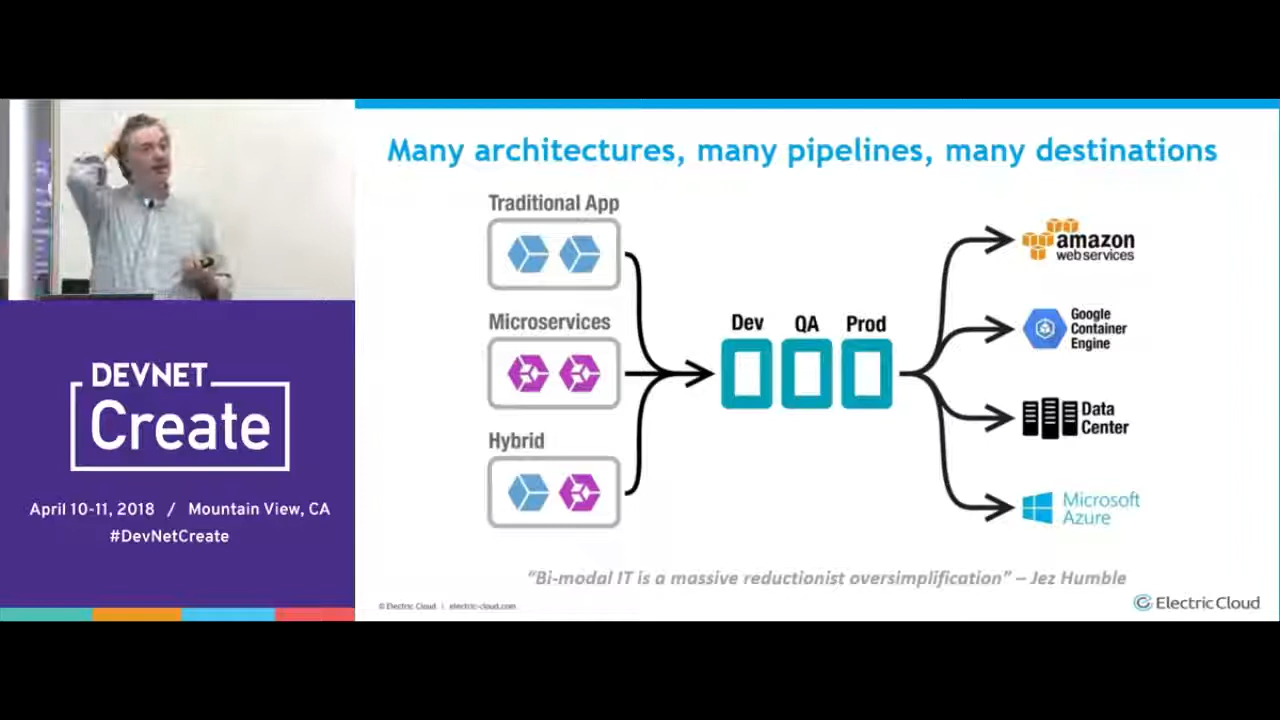 Many architectures, many pipelines, many destinations
Traditional App
Microservices
Hybrid
Dev
QA
Prod
amazon
web services
Google
Container
Engine
Data
Center
Microsoft
Azure
“Bi-modal IT is a massive reductionist oversimplification” – Jez Humble
© Electric Cloud | electric-cloud.com
Electric Cloud
DEVNET
Create
April 10-11, 2018 / Mountain View, CA
#DevNetCreate